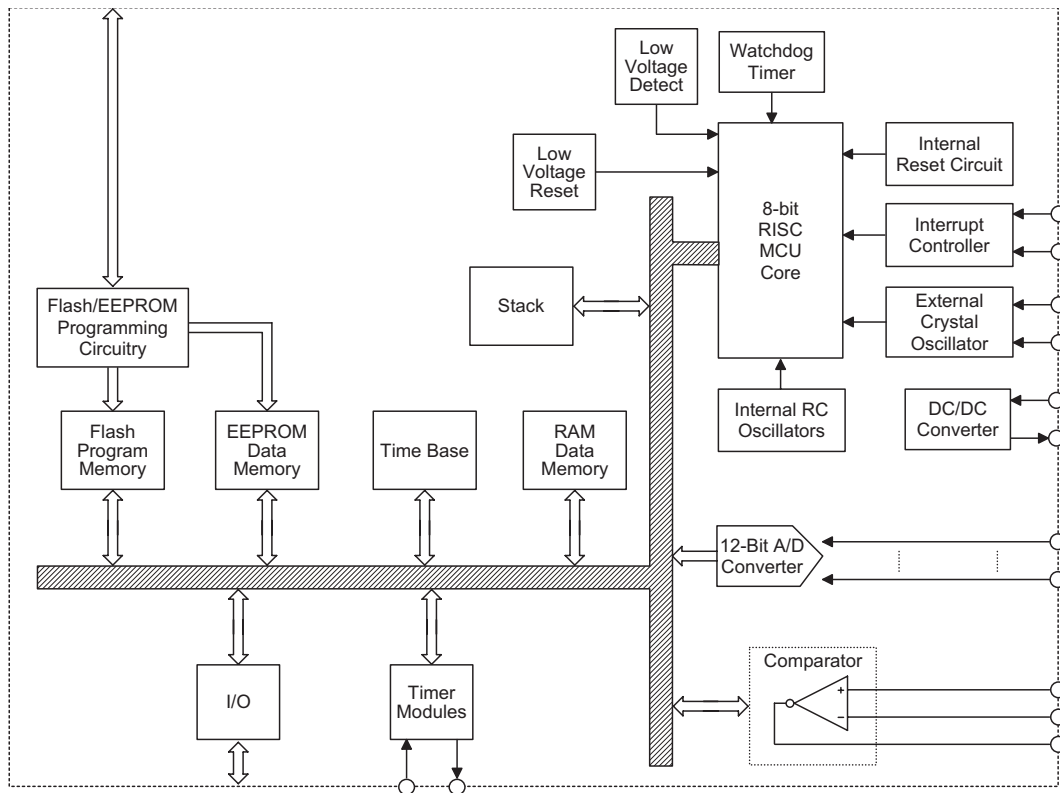 Low
Voltage
Detect
Watchdog
Timer
Low
Voltage
Reset
8-bit
RISC
MCU
Core
Internal
Reset Circuit
Interrupt
Controller
Stack
Flash/EEPROM
Programming
Circuitry
External
Crystal
Oscillator
Internal RC
Oscillators
DC/DC
Converter
Flash
Program
Memory
EEPROM
Data
Memory
Time Base
RAM
Data
Memory
12-Bit A/D
Converter
I/O
Timer
Modules
Comparator
+
−